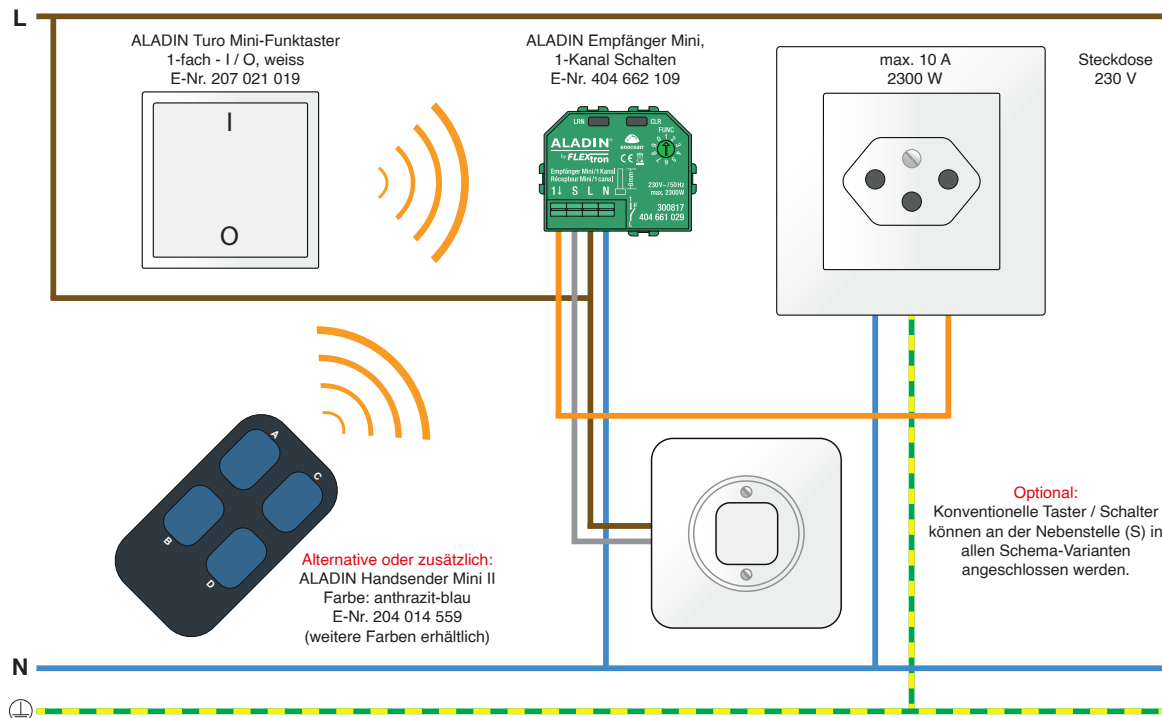 L
ALADIN Turo Mini-Funktaster
1-fach - I / O, weiss
E-Nr. 207 021 019
I
O
ALADIN Empfänger Mini,
1-Kanal Schalten
E-Nr. 404 662 109
LRN
CLR
FUNC
ALADIN®
by FLEXtron
enocean
CE
Empfänger Mini/1 Kanal
Récepteur Mini/1 canal
8mm
230V~/50Hz
max. 2300W
1↓ S L N
µ
300817
404 661 029
max. 10 A
2300 W
Steckdose
230 V
A
B
C
D
Alternative oder zusätzlich:
ALADIN Handsender Mini II
Farbe: anthrazit-blau
E-Nr. 204 014 559
(weitere Farben erhältlich)
Optional:
Konventionelle Taster / Schalter
können an der Nebenstelle (S) in
allen Schema-Varianten
angeschlossen werden.
N